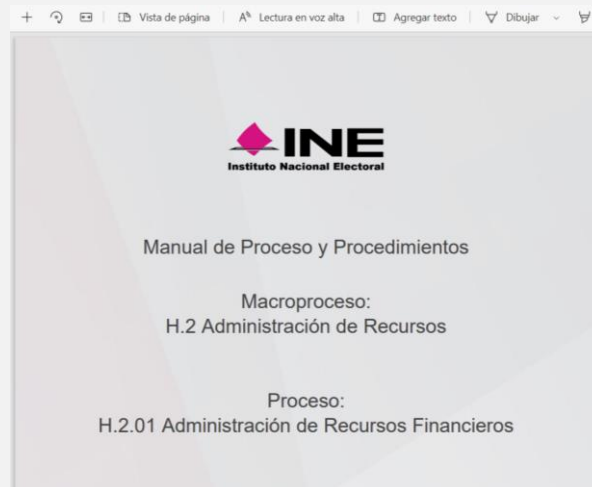 Vista de página
Lectura en voz alta
Agregar texto
Dibujar
INE
Instituto Nacional Electoral
Manual de Proceso y Procedimientos
Macroproceso:
H.2 Administración de Recursos
Proceso:
H.2.01 Administración de Recursos Financieros